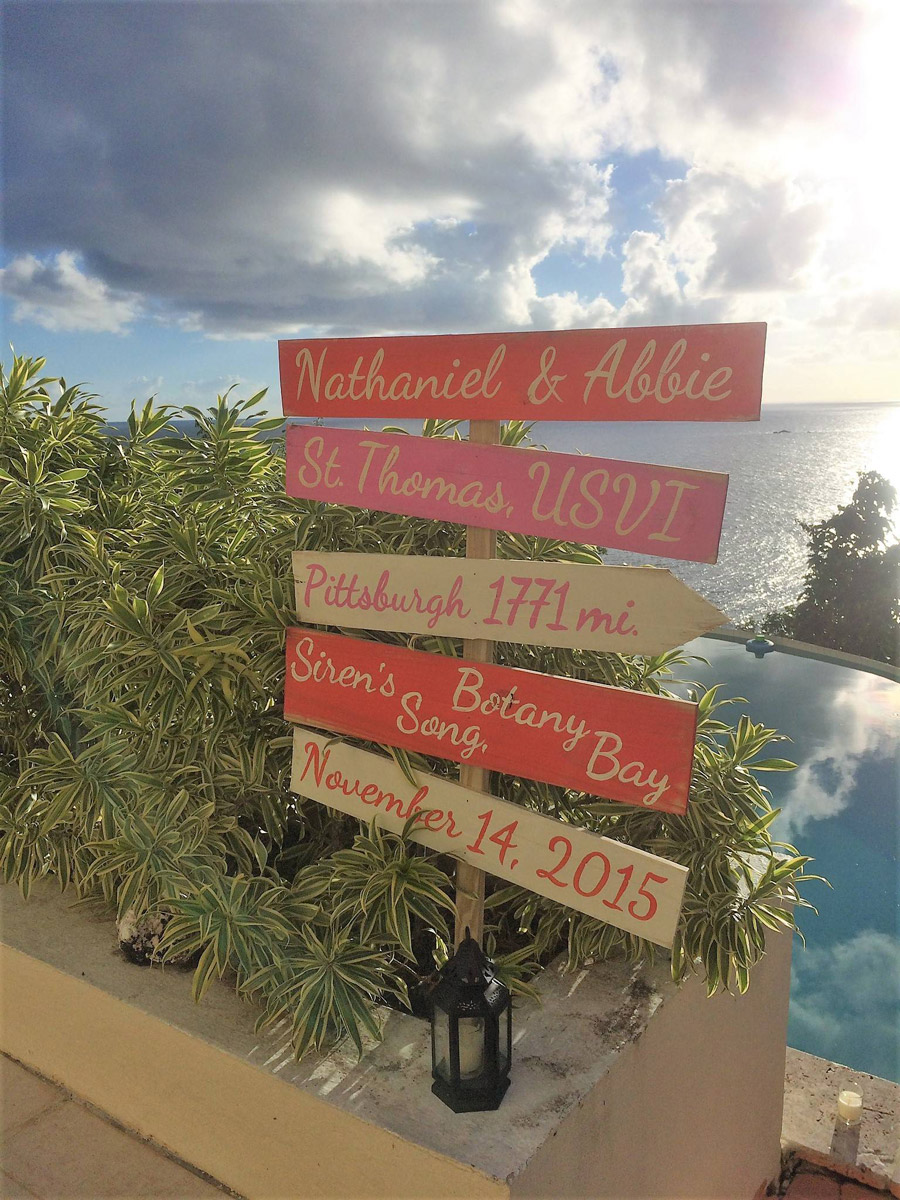 Nathaniel & Abbie
St. Thomas, USVI
Pittsburgh 1771 mi.
Siren's Song, Botany Bay
November 14, 2015